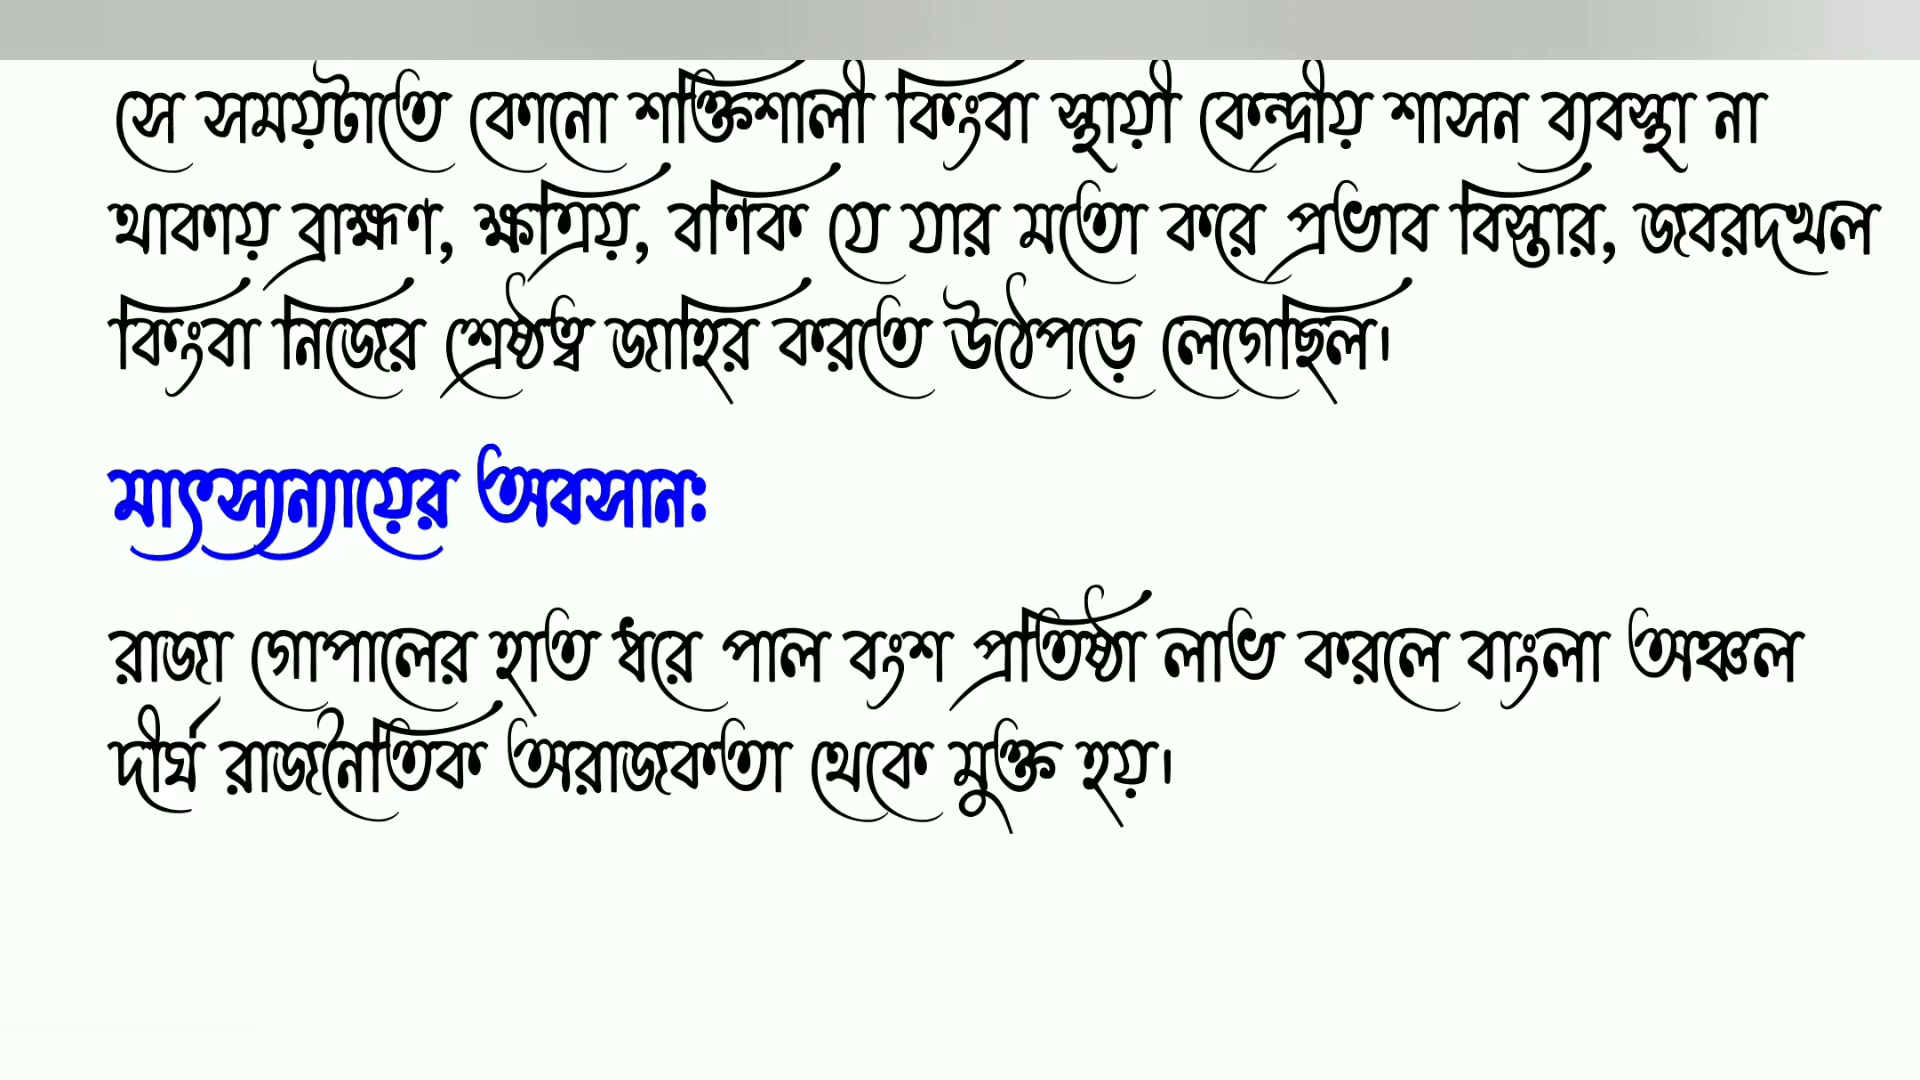 সে সময়টাতে কোনো শক্তিশালী কিংবা স্থায়ী কেন্দ্রীয় শাসন ব্যবস্থা না
থাকায় ব্রাহ্মণ, ক্ষত্রিয়, বণিক যে যার মতো করে প্রভাব বিস্তার, জবরদখল
কিংবা নিজের শ্রেষ্ঠত্ব জাহির করতে উঠেপড়ে লেগেছিল।
মাৎস্যন্যায়ের অবসানঃ
রাজা গোপালের হাত ধরে পাল বংশ প্রতিষ্ঠা লাভ করলে বাংলা অঞ্চল
দীর্ঘ রাজনৈতিক অরাজকতা থেকে মুক্ত হয়।